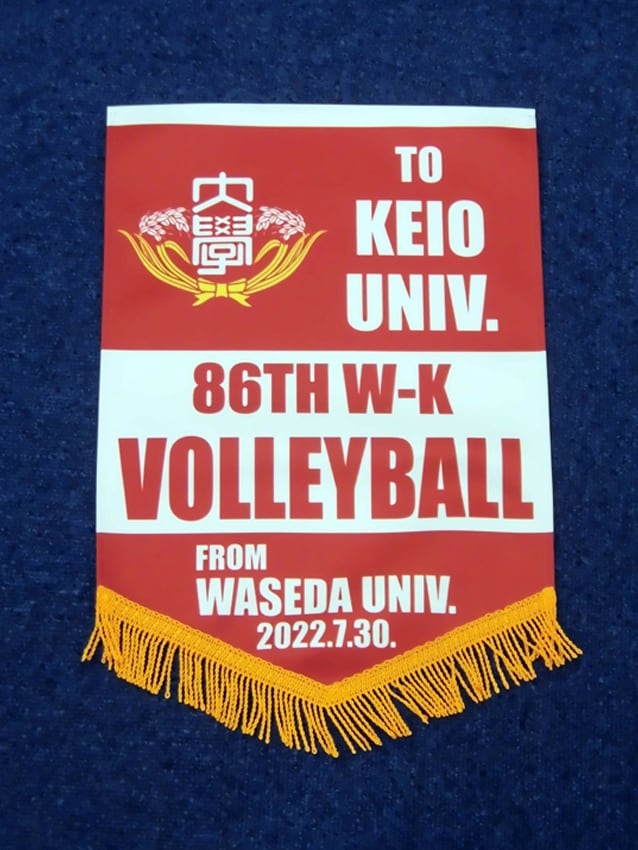 大學
TO
KEIO
UNIV.
86TH W-K
VOLLEYBALL
FROM
WASEDA UNIV.
2022.7.30.